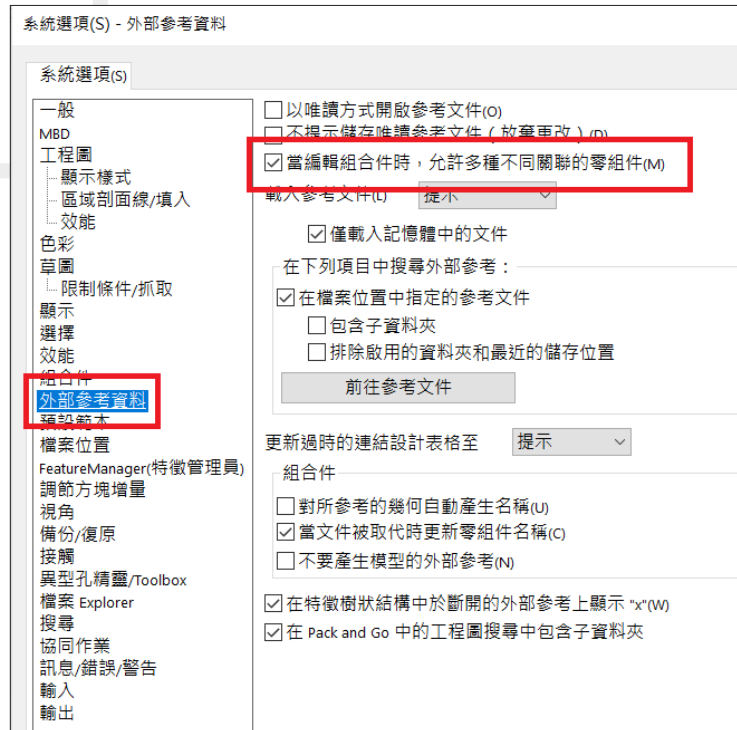 系統選項(S) - 外部參考資料
系統選項(S)
一般
MBD
工程圖
顯示樣式
區域剖面線/填入
效能
色彩
草圖
限制條件/抓取
顯示
選擇
效能
組合件
外部參考資料
預設範本
檔案位置
FeatureManager(特徵管理員)
調節方塊增量
視角
備份/復原
接觸
異型孔精靈/Toolbox
檔案 Explorer
搜尋
協同作業
訊息/錯誤/警告
輸入
輸出
以唯讀方式開啟參考文件(O)
不提示儲存唯讀參考文件 ( 放棄更改 ) (D)
當編輯組合件時，允許多種不同關聯的零組件(M)
載入參考文件(L) 提示
僅載入記憶體中的文件
在下列項目中搜尋外部參考：
在檔案位置中指定的參考文件
包含子資料夾
排除啟用的資料夾和最近的儲存位置
前往參考文件
更新過時的連結設計表格至 提示
組合件
對所參考的幾何自動產生名稱(U)
當文件被取代時更新零組件名稱(C)
不要產生模型的外部參考(N)
在特徵樹狀結構中於斷開的外部參考上顯示 "x"(W)
在 Pack and Go 中的工程圖搜尋中包含子資料夾